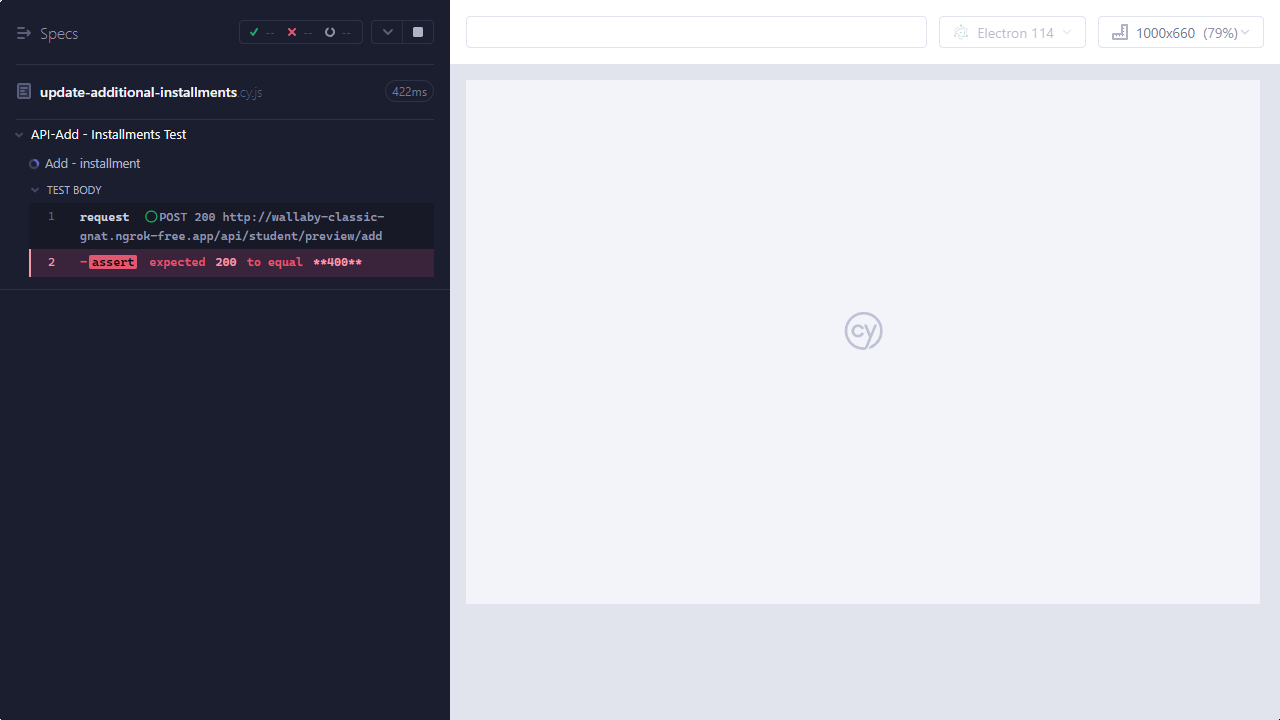 Specs
-- -- --
update-additional-installments.cy.js
422ms
API-Add - Installments Test
Add - installment
TEST BODY
1 request POST 200 http://wallaby-classic-
gnat.ngrok-free.app/api/student/preview/add
2 -assert expected 200 to equal **400**
Electron 114
1000x660 (79%)
cy